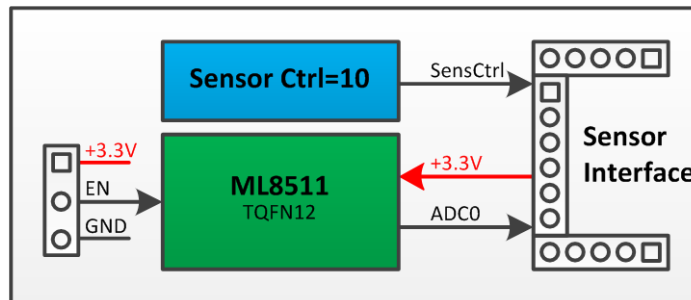 Sensor Ctrl=10
SensCtrl
+3.3V
EN
GND
ML8511
TQFN12
+3.3V
ADC0
Sensor
Interface